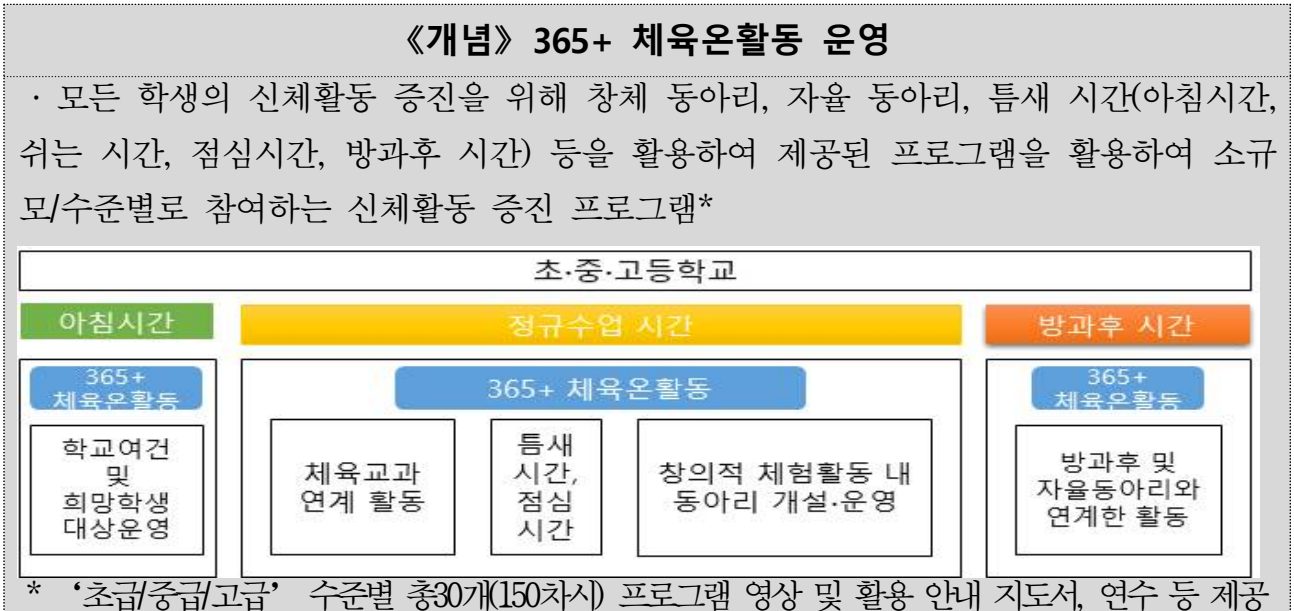 《개념》 365+ 체육온활동 운영
· 모든 학생의 신체활동 증진을 위해 창체 동아리, 자율 동아리, 틈새 시간(아침시간,
쉬는 시간, 점심시간, 방과후 시간) 등을 활용하여 제공된 프로그램을 활용하여 소규
모/수준별로 참여하는 신체활동 증진 프로그램*
초·중·고등학교
아침시간
정규수업 시간
방과후 시간
365+
체육온활동
365+ 체육온활동
365+
체육온활동
학교여건
및
희망학생
대상운영
체육교과
연계 활동
틈새
시간,
점심
시간
창의적 체험활동 내
동아리 개설·운영
방과후 및
자율동아리와
연계한 활동
* ‘초급/중급/고급’ 수준별 총30개(150차시) 프로그램 영상 및 활용 안내 지도서, 연수 등 제공